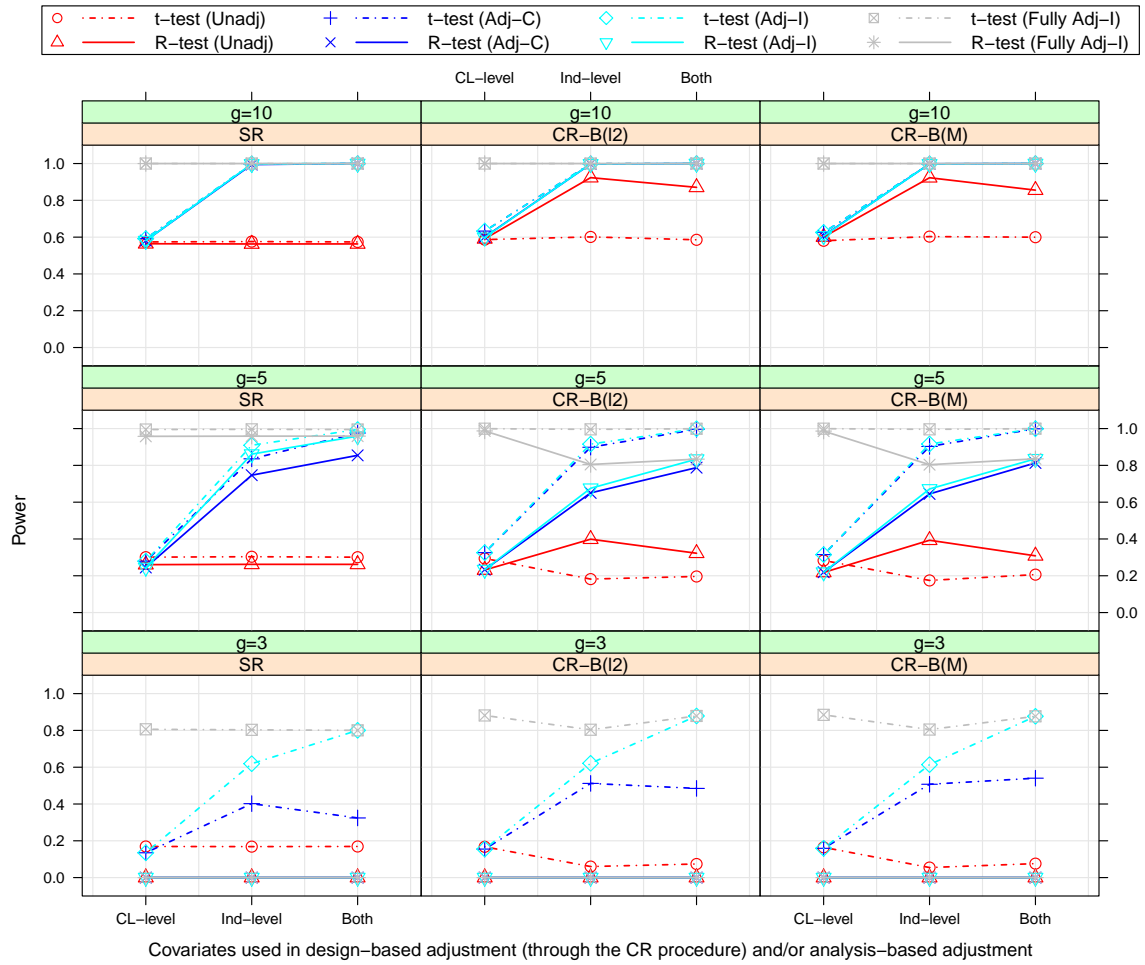 t−test (Unadj) t−test (Adj−C) t−test (Adj−I) t−test (Fully Adj−I)
R−test (Unadj) R−test (Adj−C) R−test (Adj−I) R−test (Fully Adj−I)
CL−level Ind−level Both
g=10 g=10 g=10
SR CR−B(l2) CR−B(M)
1.0
0.8
0.6
0.4
0.2
0.0
g=5 g=5 g=5
SR CR−B(l2) CR−B(M)
1.0
0.8
0.6
0.4
0.2
0.0
Power
g=3 g=3 g=3
SR CR−B(l2) CR−B(M)
1.0
0.8
0.6
0.4
0.2
0.0
CL−level Ind−level Both CL−level Ind−level Both
Covariates used in design−based adjustment (through the CR procedure) and/or analysis−based adjustment